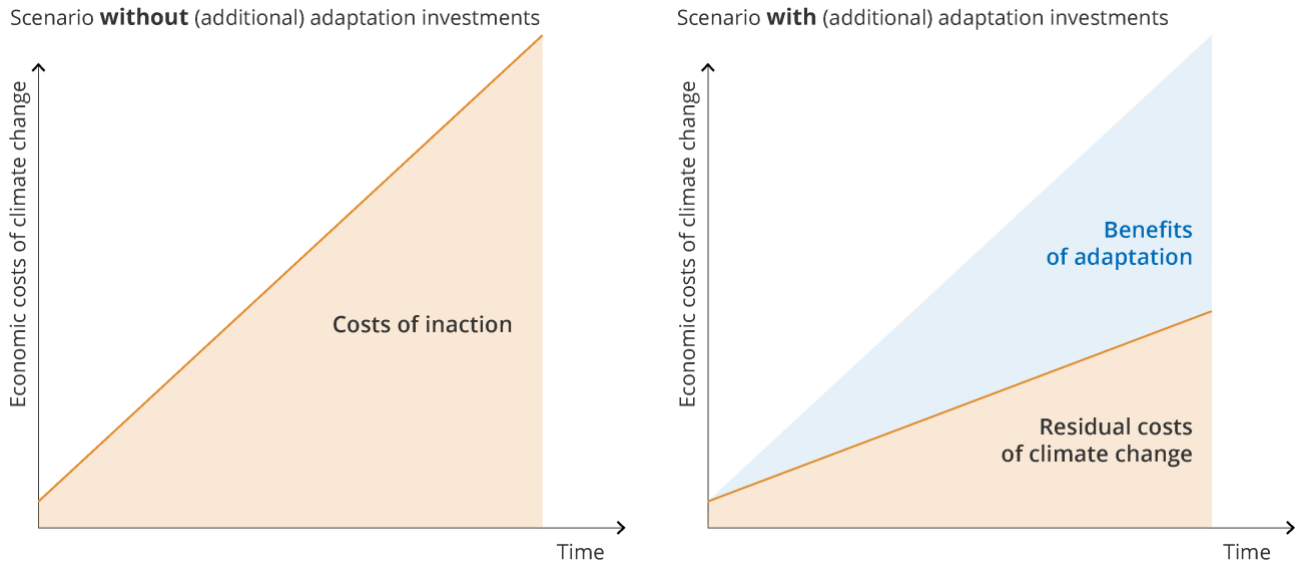 Scenario without (additional) adaptation investments
Economic costs of climate change
Costs of inaction
Time
Scenario with (additional) adaptation investments
Economic costs of climate change
Benefits
of adaptation
Residual costs
of climate change
Time